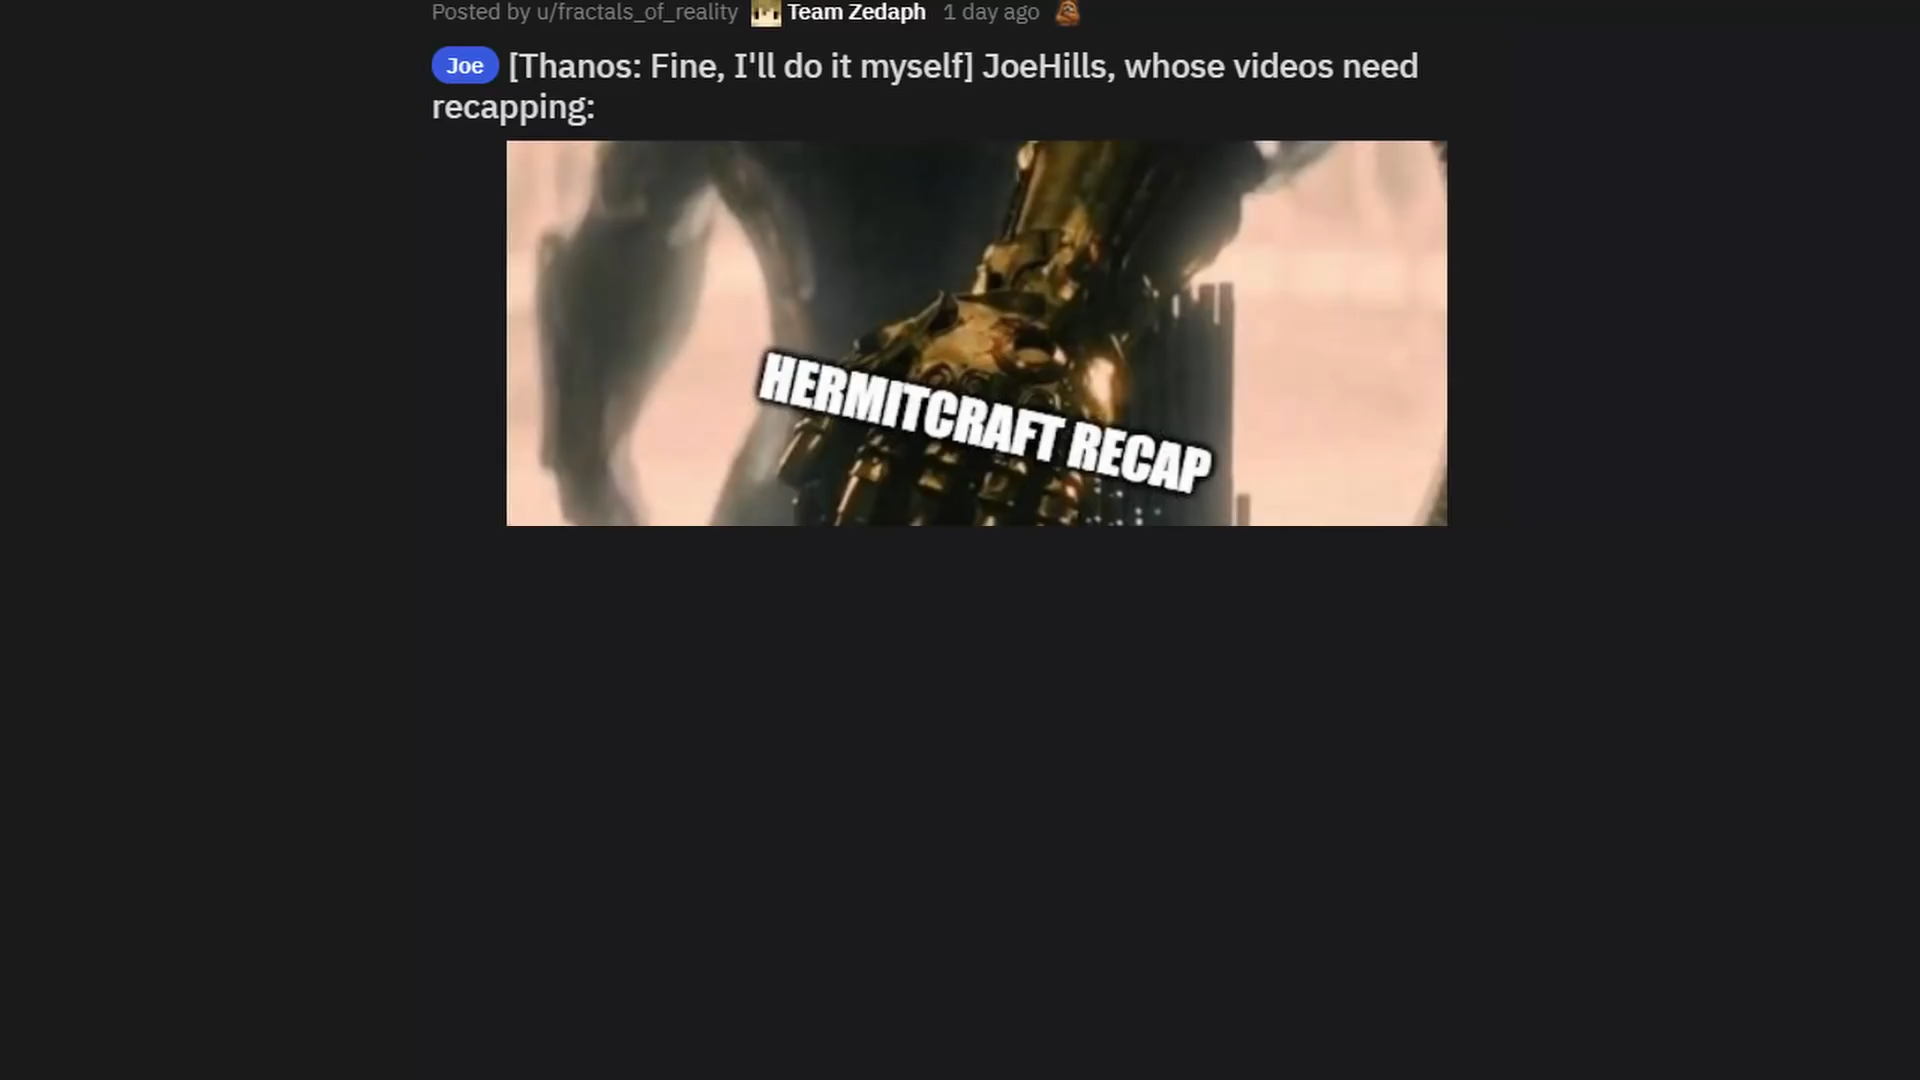 Posted by u/fractals_of_reality Team Zedaph 1 day ago
Joe [Thanos: Fine, I'll do it myself] JoeHills, whose videos need
recapping:
HERMITCRAFT RECAP